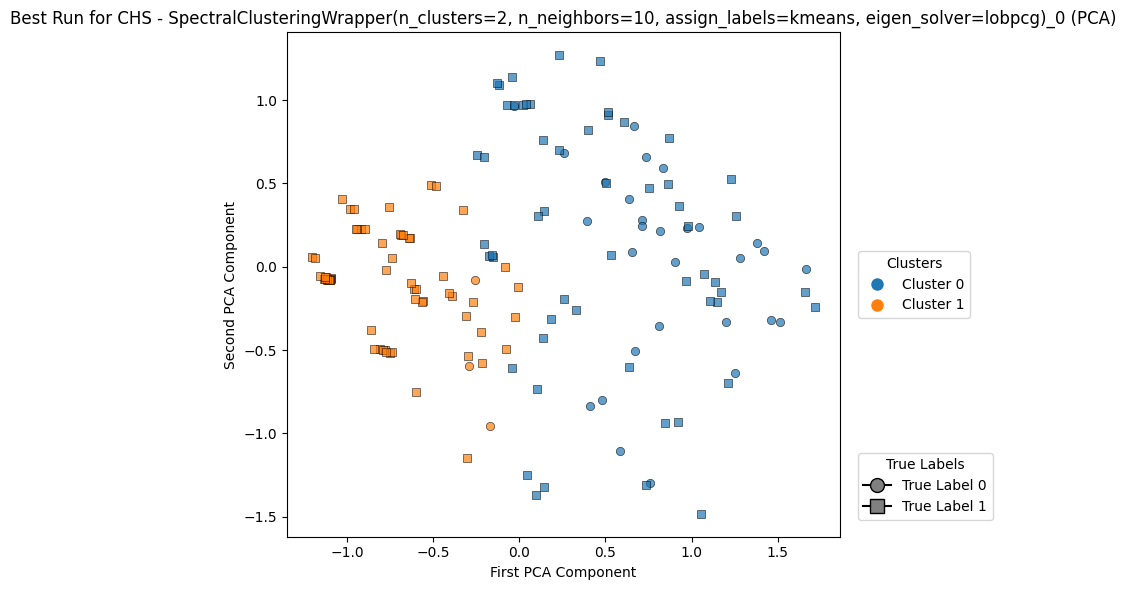 Best Run for CHS - SpectralClusteringWrapper(n_clusters=2, n_neighbors=10, assign_labels=kmeans, eigen_solver=lobpcg)_0 (PCA)
Second PCA Component
1.0
0.5
0.0
−0.5
−1.0
−1.5
−1.0
−0.5
0.0
0.5
1.0
1.5
First PCA Component
Clusters
Cluster 0
Cluster 1
True Labels
True Label 0
True Label 1